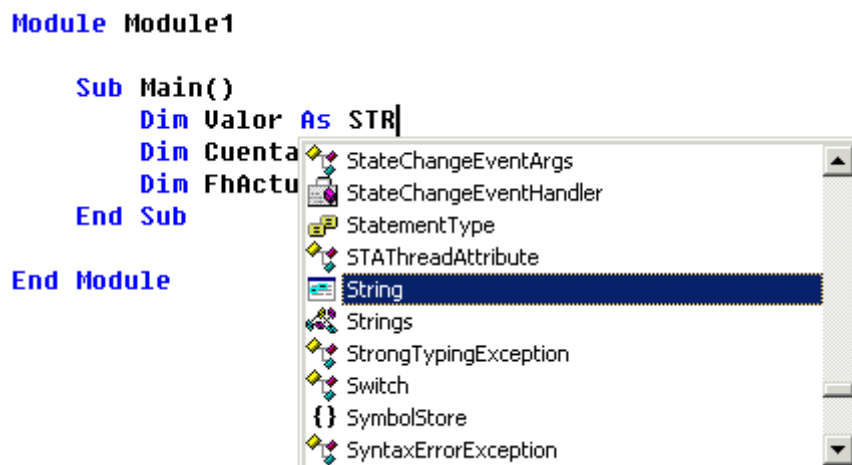 Module Module1
Sub Main()
Dim Valor As STR
Dim Cuenta
Dim FhActu
End Sub
End Module
StateChangeEventArgs
StateChangeEventHandler
StatementType
STAThreadAttribute
String
Strings
StrongTypingException
Switch
{} SymbolStore
SyntaxErrorException